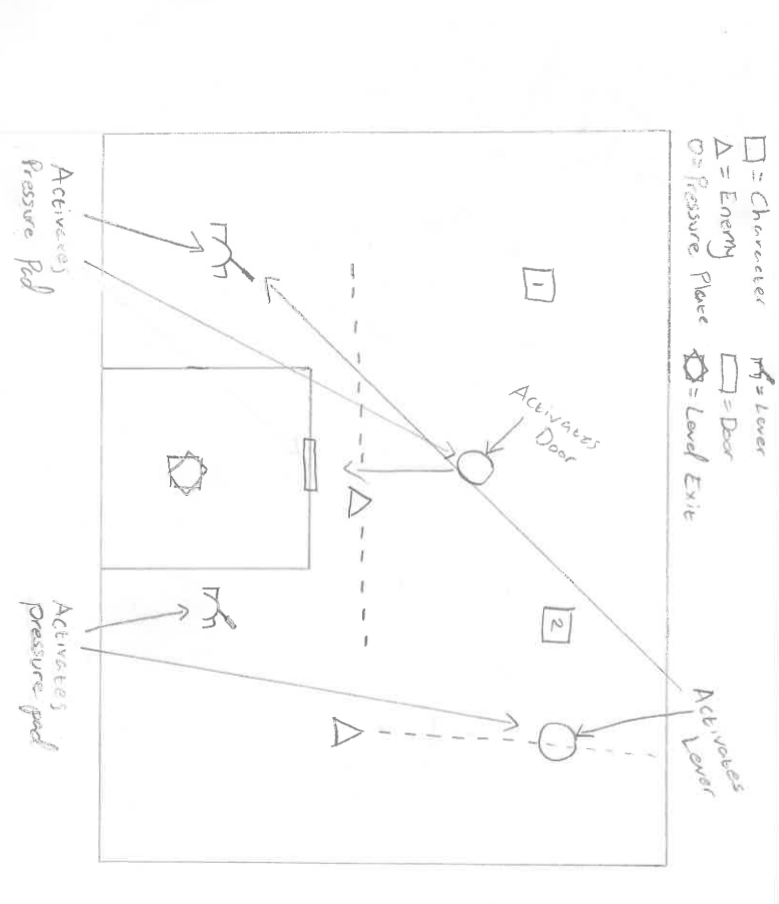 □ = Character
△ = Enemy
O = Pressure Plate
= Lever
▭ = Door
= Level Exit
Activates
Lever
1
2
Activates
Door
Activates
Pressure Pad
Activates
pressure pad